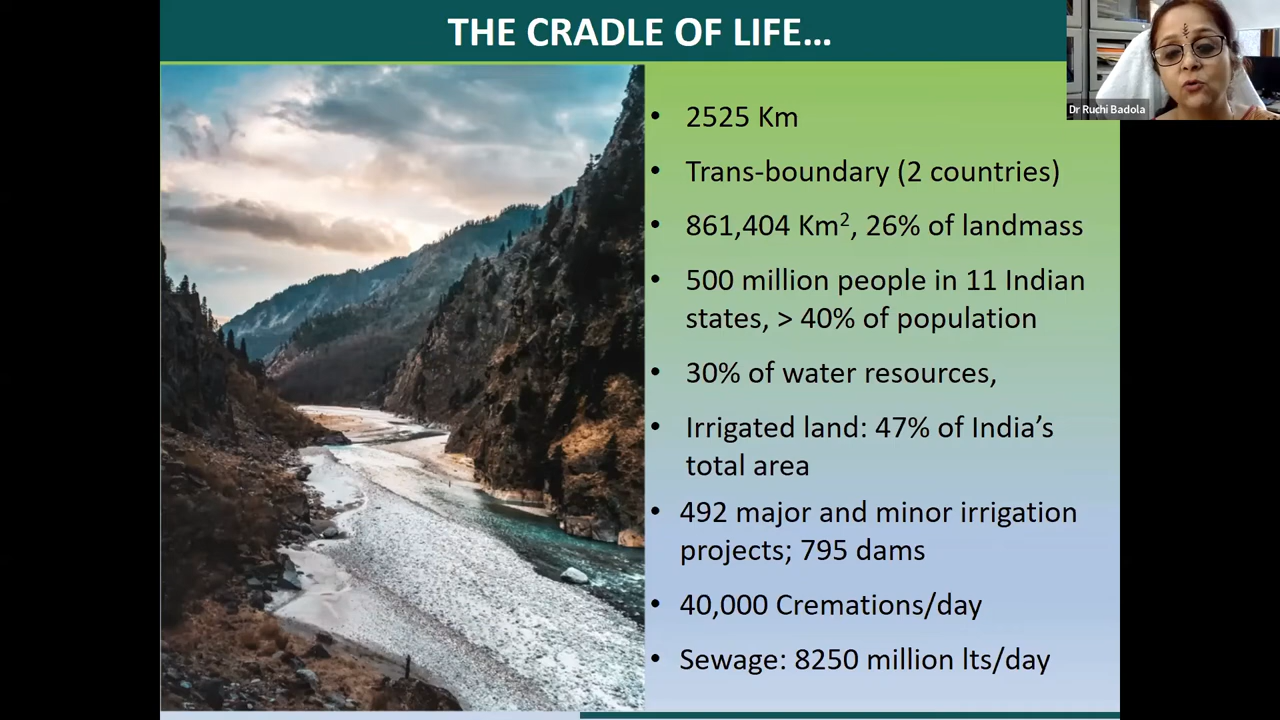 THE CRADLE OF LIFE...
Dr Ruchi Badola
• 2525 Km
• Trans-boundary (2 countries)
• 861,404 Km², 26% of landmass
• 500 million people in 11 Indian
states, > 40% of population
• 30% of water resources,
• Irrigated land: 47% of India’s
total area
• 492 major and minor irrigation
projects; 795 dams
• 40,000 Cremations/day
• Sewage: 8250 million lts/day